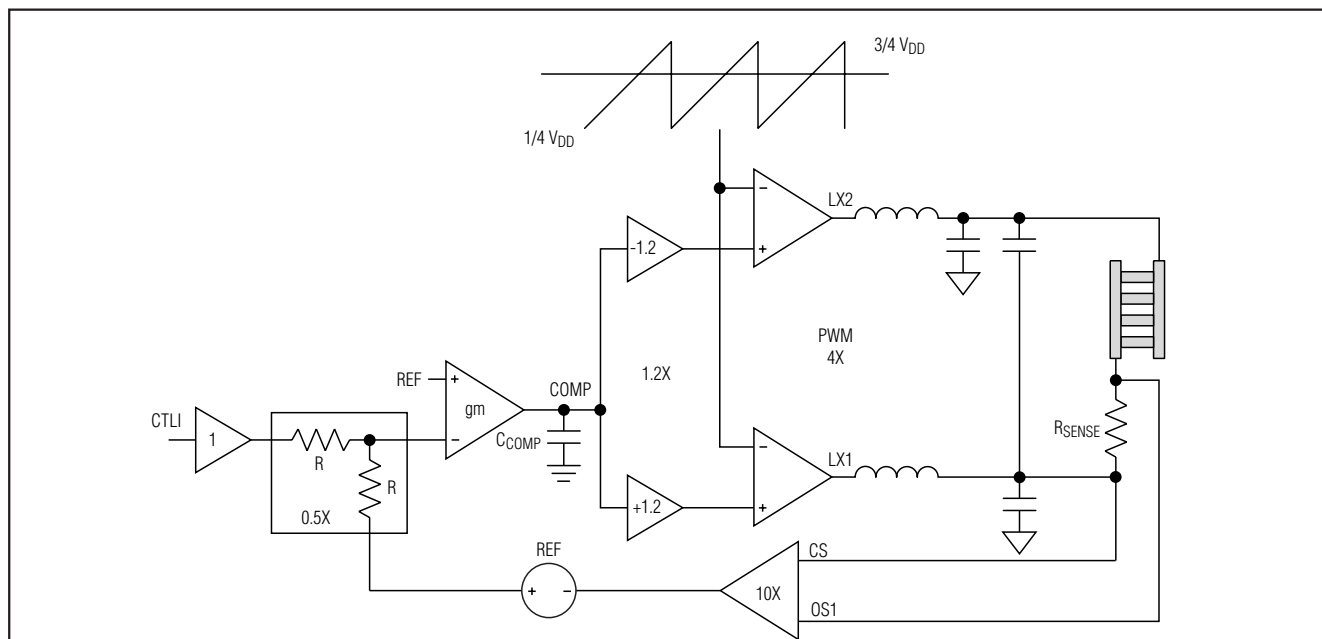 3/4 VDD
1/4 VDD
−
LX2
+
-1.2
PWM
4X
1.2X
REF
+
COMP
gm
CTLI
1
−
CCOMP
R
RSENSE
−
LX1
R
0.5X
+1.2
+
REF
CS
+ −
10X
OS1